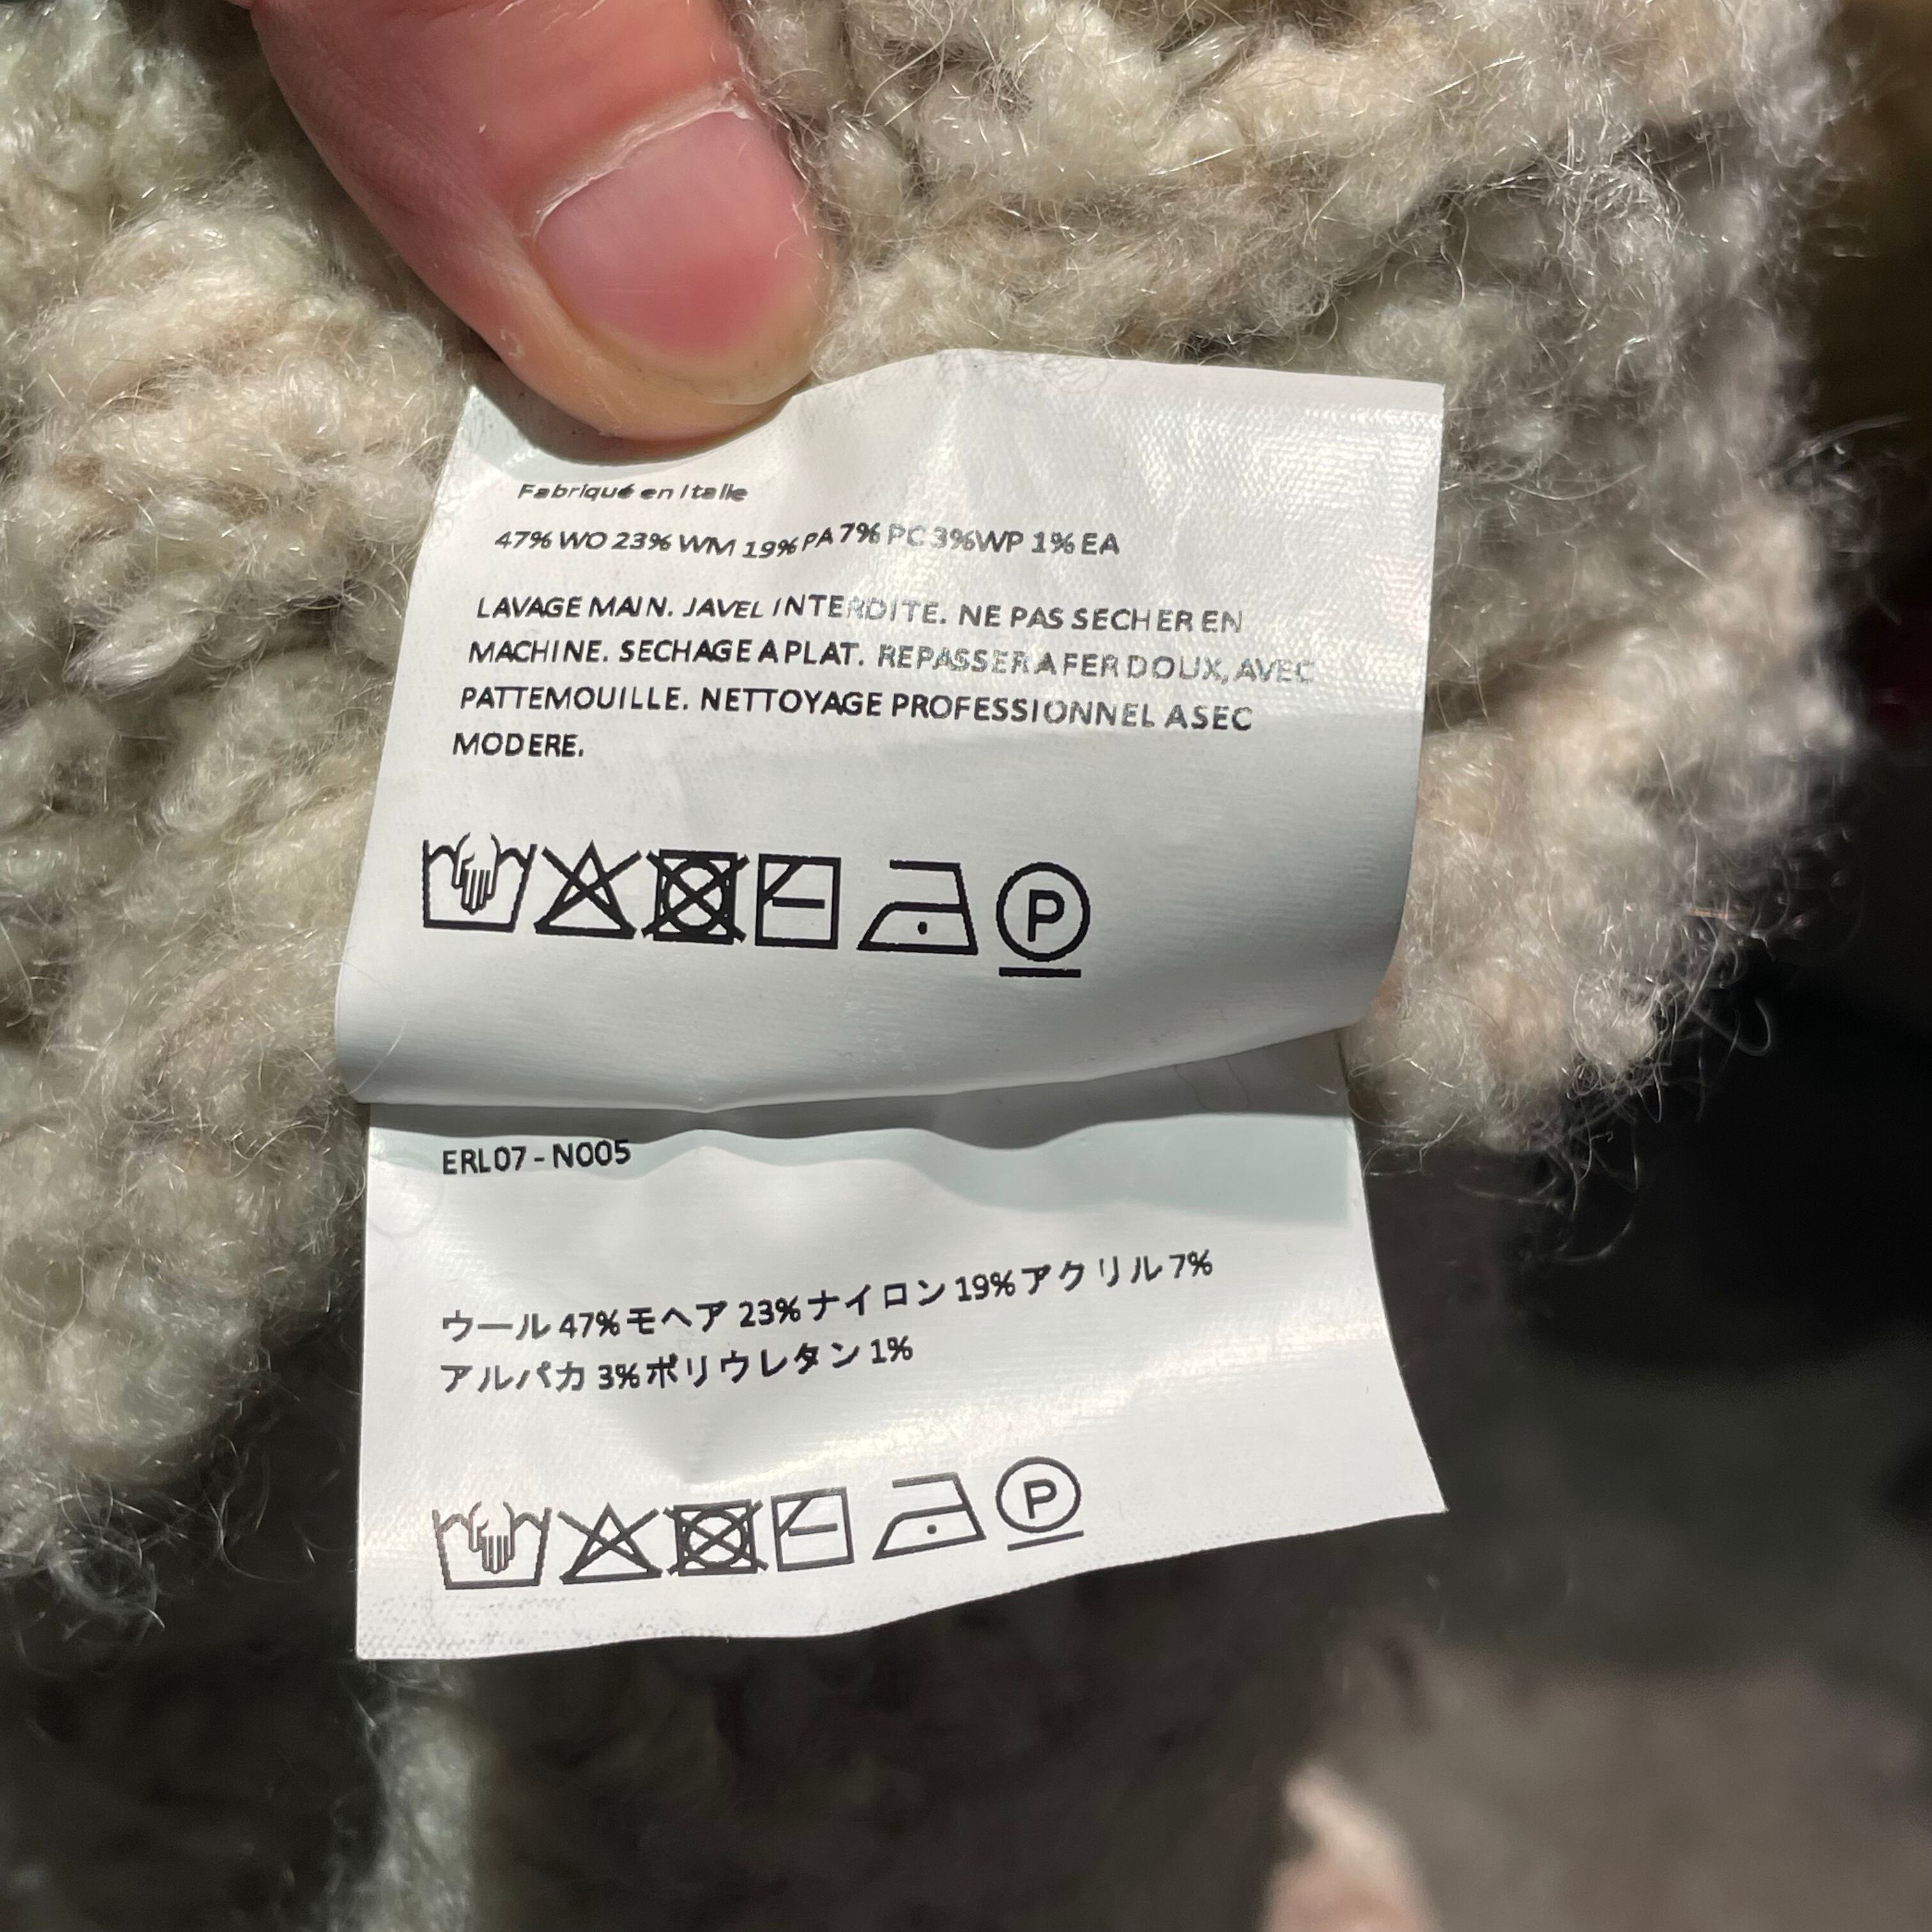 Fabriqué en Italie
47% WO 23% WM 19% PA 7% PC 3% WP 1% EA
LAVAGE MAIN. JAVEL INTERDITE. NE PAS SECHER EN
MACHINE. SECHAGE A PLAT. REPASSER A FER DOUX, AVEC
PATTEMOUILLE. NETTOYAGE PROFESSIONNEL A SEC
MODERE.
P
ERL07 - N005
ウール 47% モヘア 23% ナイロン 19% アクリル 7%
アルパカ 3% ポリウレタン 1%
P